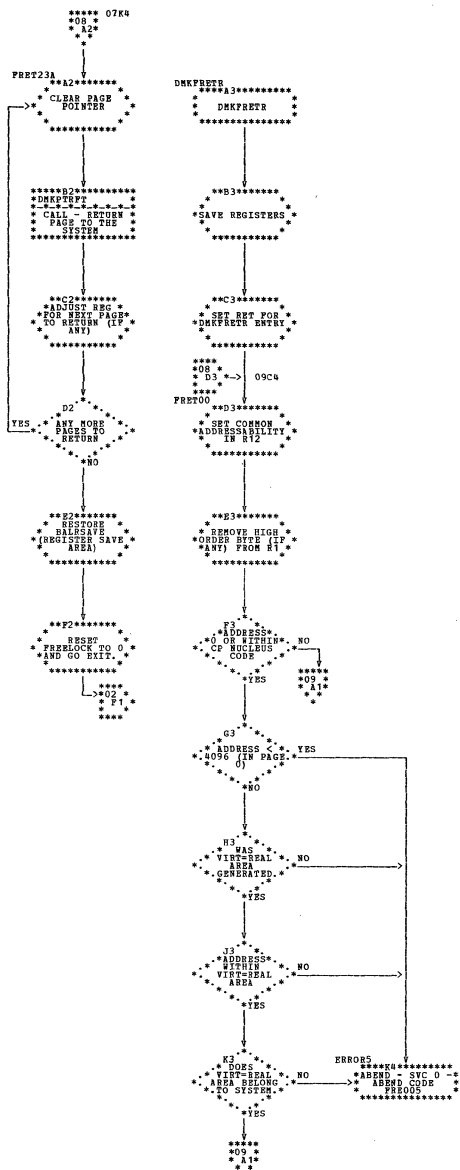 07K4
08
A2
FRET23A
A2
CLEAR PAGE
POINTER
B2
DMKPTRFT
CALL - RETURN
PAGE TO THE
SYSTEM
C2
ADJUST REG
FOR NEXT PAGE
TO RETURN (IF
ANY)
D2
ANY MORE
PAGES TO
RETURN
YES
NO
E2
RESTORE
BALRSAVE
(REGISTER SAVE
AREA)
F2
RESET
FREELOCK TO 0
AND GO EXIT.
02
F1
DMKFRETR
A3
DMKFRETR
B3
SAVE REGISTERS
C3
SET RET FOR
DMKFRETR ENTRY
08
D3
09C4
FRET00
D3
SET COMMON
ADDRESSABILITY
IN R12
E3
REMOVE HIGH
ORDER BYTE (IF
ANY) FROM R1
F3
ADDRESS
0 OR WITHIN
CP NUCLEUS
CODE
NO
YES
09
A1
G3
ADDRESS <
4096 (IN PAGE
0)
YES
NO
H3
WAS
VIRT=REAL
AREA
GENERATED.
NO
YES
J3
ADDRESS
WITHIN
VIRT=REAL
AREA
NO
YES
K3
DOES
VIRT=REAL
AREA BELONG
TO SYSTEM.
NO
YES
ERROR5
K4
ABEND - SVC 0 -
ABEND CODE
FRE005
09
A1